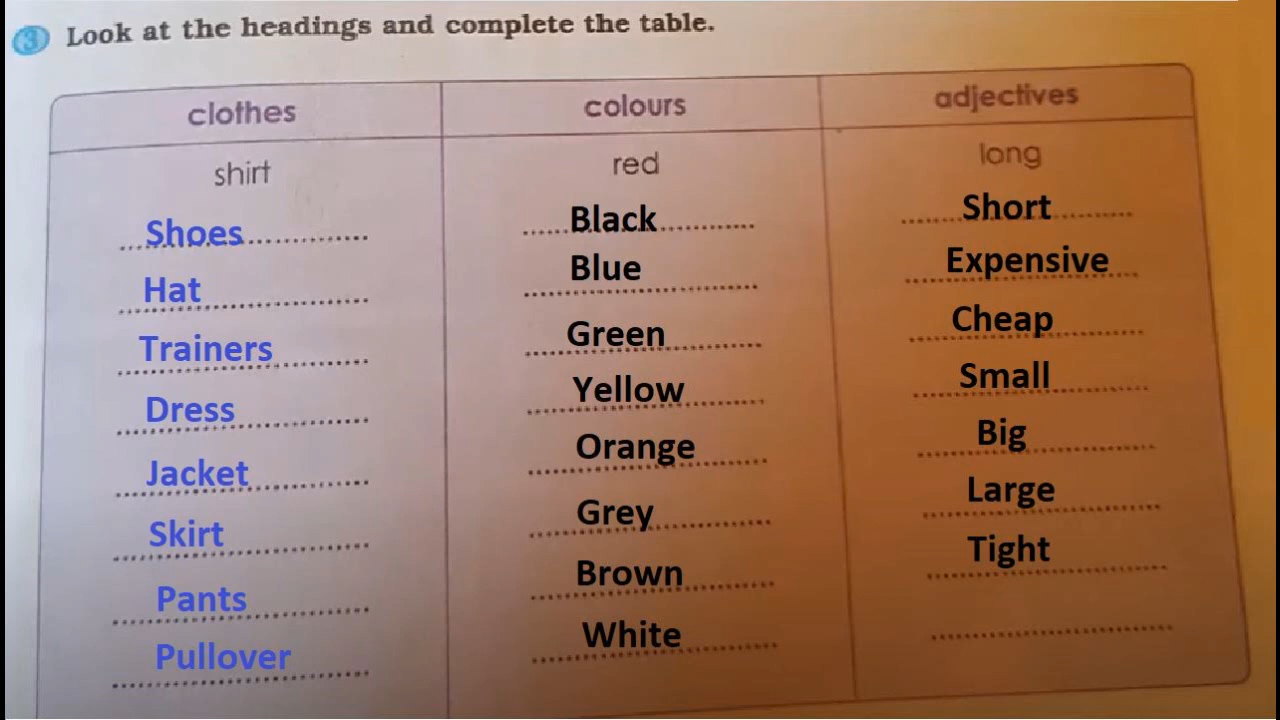 3 Look at the headings and complete the table.
clothes colours adjectives
shirt red long
Shoes Black Short
Hat Blue Expensive
Trainers Green Cheap
Dress Yellow Small
Jacket Orange Big
Skirt Grey Large
Pants Brown Tight
Pullover White